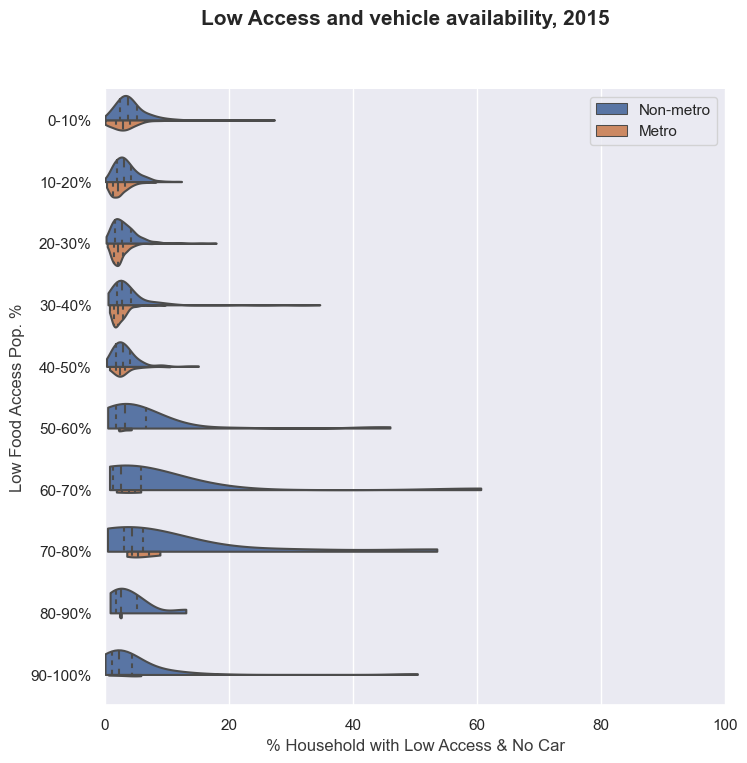 Low Access and vehicle availability, 2015
Non-metro
Metro
Low Food Access Pop. %
0-10%
10-20%
20-30%
30-40%
40-50%
50-60%
60-70%
70-80%
80-90%
90-100%
0 20 40 60 80 100
% Household with Low Access & No Car